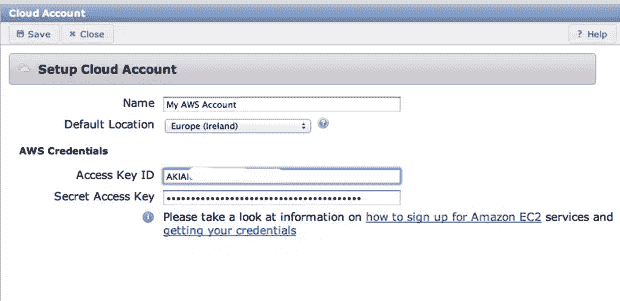 Cloud Account
Save Close ? Help
Setup Cloud Account
Name My AWS Account
Default Location Europe (Ireland)
AWS Credentials
Access Key ID AKIAI
Secret Access Key ••••••••••••••••••••••••••••••••••••••••
Please take a look at information on how to sign up for Amazon EC2 services and
getting your credentials